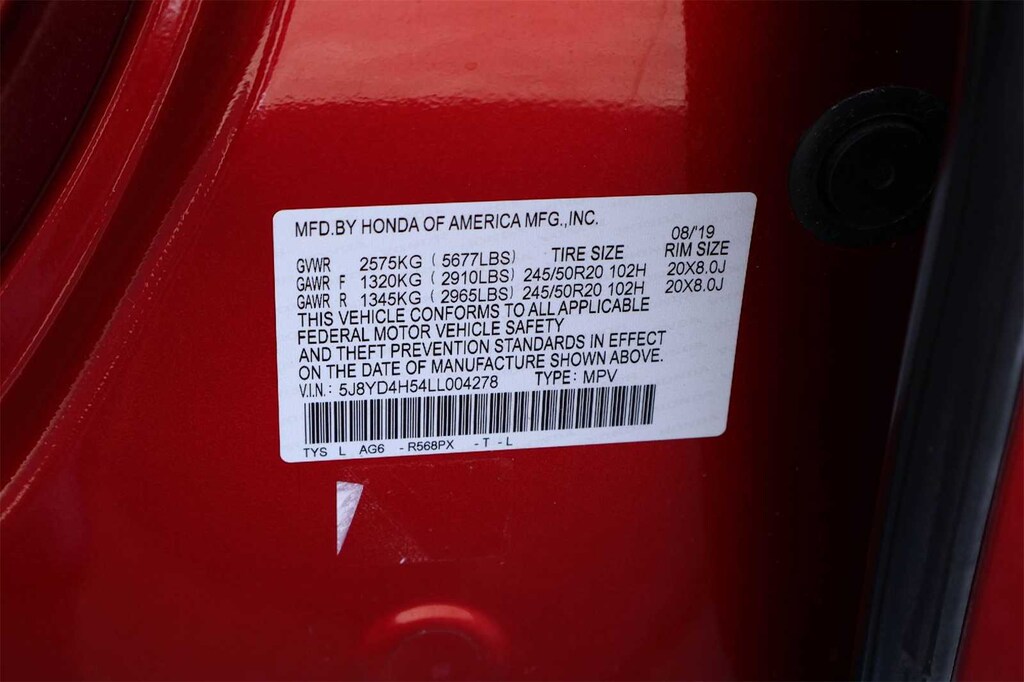 MFD.BY HONDA OF AMERICA MFG.,INC.
08/'19
GVWR 2575KG ( 5677LBS) TIRE SIZE RIM SIZE
GAWR F 1320KG ( 2910LBS) 245/50R20 102H 20X8.0J
GAWR R 1345KG ( 2965LBS) 245/50R20 102H 20X8.0J
THIS VEHICLE CONFORMS TO ALL APPLICABLE
FEDERAL MOTOR VEHICLE SAFETY
AND THEFT PREVENTION STANDARDS IN EFFECT
ON THE DATE OF MANUFACTURE SHOWN ABOVE.
V.I.N.: 5J8YD4H54LL004278 TYPE: MPV
TYS L AG6 - R568PX - T - L